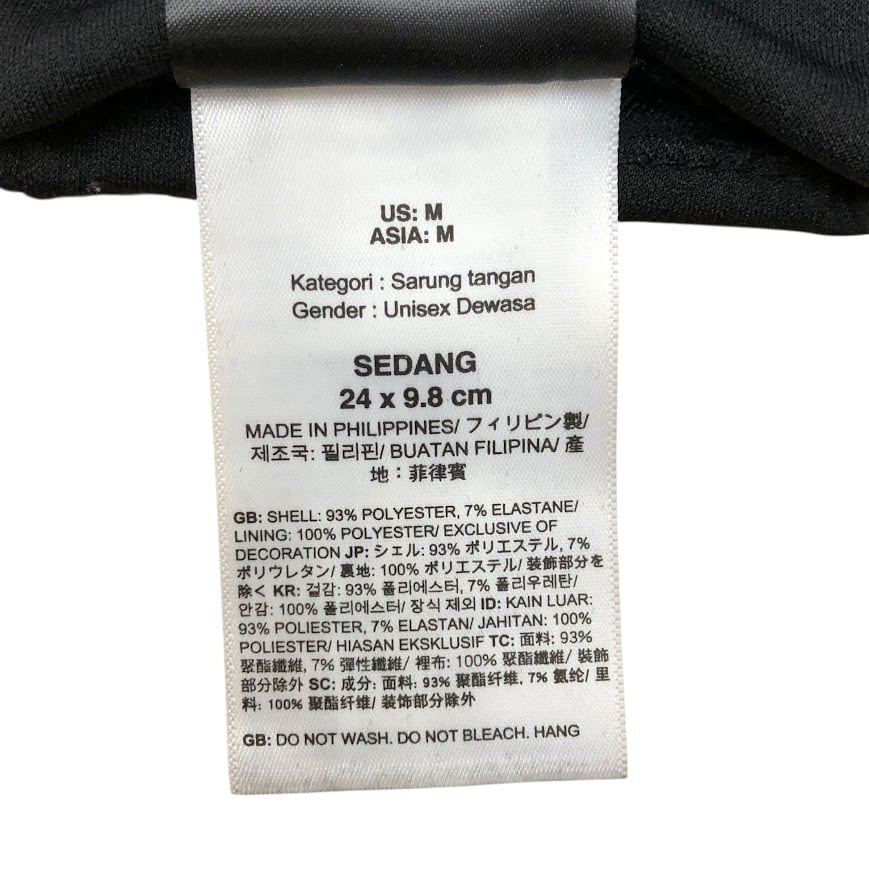 US: M
ASIA: M
Kategori : Sarung tangan
Gender : Unisex Dewasa
SEDANG
24 x 9.8 cm
MADE IN PHILIPPINES/ フィリピン製/
제조국: 필리핀/ BUATAN FILIPINA/ 產
地：菲律賓
GB: SHELL: 93% POLYESTER, 7% ELASTANE/
LINING: 100% POLYESTER/ EXCLUSIVE OF
DECORATION JP: シェル: 93% ポリエステル, 7%
ポリウレタン/ 裏地: 100% ポリエステル/ 装飾部分を
除く KR: 겉감: 93% 폴리에스터, 7% 폴리우레탄/
안감: 100% 폴리에스터/ 장식 제외 ID: KAIN LUAR:
93% POLIESTER, 7% ELASTAN/ JAHITAN: 100%
POLIESTER/ HIASAN EKSKLUSIF TC: 面料: 93%
聚酯纖維, 7% 彈性纖維/ 裡布: 100% 聚酯纖維/ 裝飾
部分除外 SC: 成分: 面料: 93% 聚酯纤维, 7% 氨纶/ 里
料: 100% 聚酯纤维/ 装饰部分除外
GB: DO NOT WASH. DO NOT BLEACH. HANG